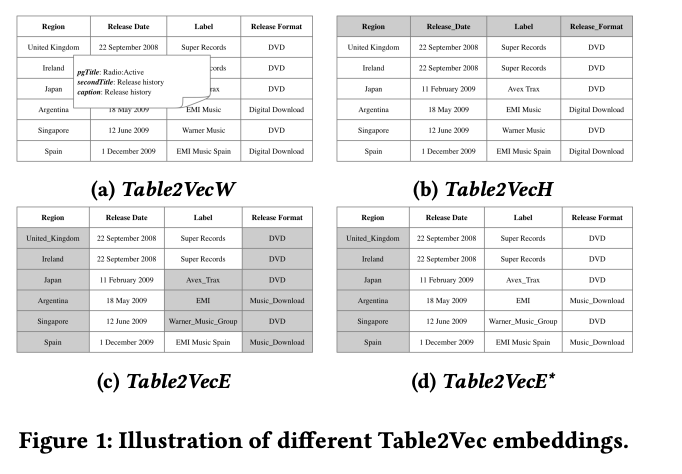 Region Release Date Label Release Format
United Kingdom 22 September 2008 Super Records DVD
Ireland DVD
Japan DVD
Argentina 18 May 2009 EMI Music Digital Download
Singapore 12 June 2009 Warner Music DVD
Spain 1 December 2009 EMI Music Spain Digital Download
pgTitle: Radio:Active
secondTitle: Release history
caption: Release history
(a) Table2VecW
Region Release_Date Label Release_Format
United Kingdom 22 September 2008 Super Records DVD
Ireland 22 September 2008 Super Records DVD
Japan 11 February 2009 Avex Trax DVD
Argentina 18 May 2009 EMI Music Digital Download
Singapore 12 June 2009 Warner Music DVD
Spain 1 December 2009 EMI Music Spain Digital Download
(b) Table2VecH
Region Release Date Label Release Format
United_Kingdom 22 September 2008 Super Records DVD
Ireland 22 September 2008 Super Records DVD
Japan 11 February 2009 Avex_Trax DVD
Argentina 18 May 2009 EMI Music_Download
Singapore 12 June 2009 Warner_Music_Group DVD
Spain 1 December 2009 EMI Music Spain Music_Download
(c) Table2VecE
Region Release Date Label Release Format
United_Kingdom 22 September 2008 Super Records DVD
Ireland 22 September 2008 Super Records DVD
Japan 11 February 2009 Avex_Trax DVD
Argentina 18 May 2009 EMI Music_Download
Singapore 12 June 2009 Warner_Music_Group DVD
Spain 1 December 2009 EMI Music Spain Music_Download
(d) Table2VecE*
Figure 1: Illustration of different Table2Vec embeddings.